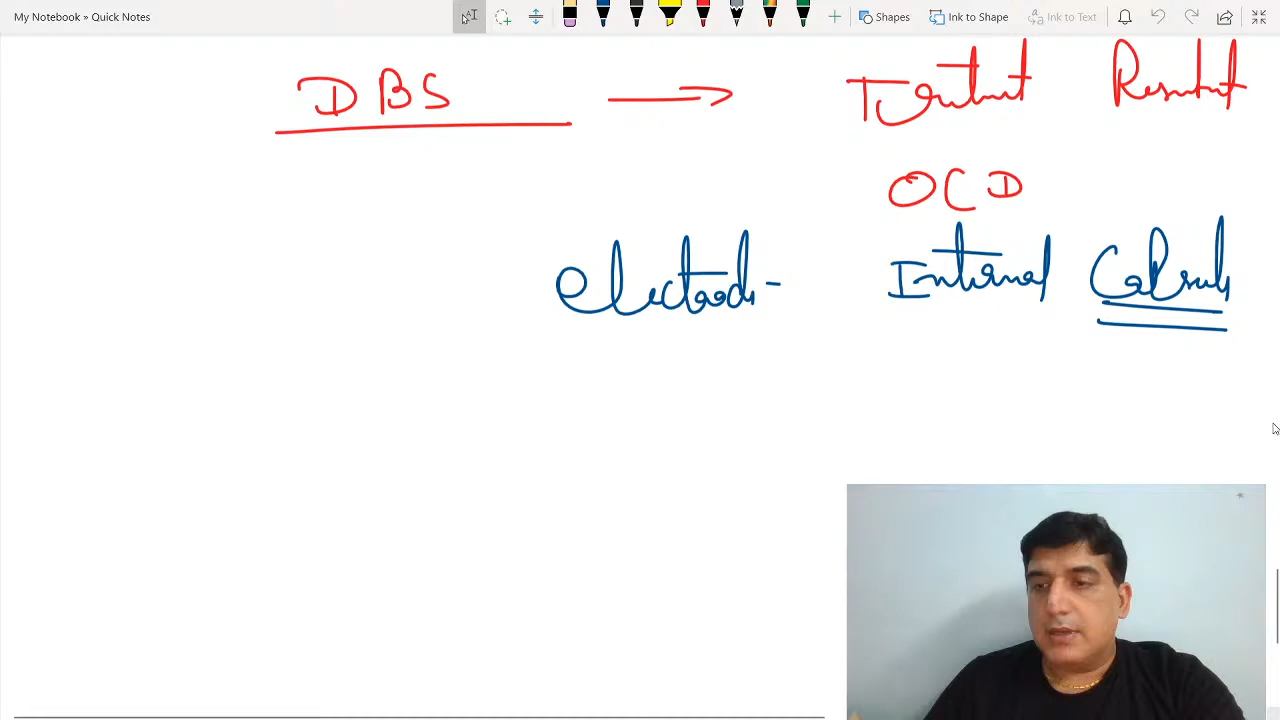 My Notebook » Quick Notes
Shapes
Ink to Shape
Ink to Text
DBS → Treatment Resistant
OCD
Electrode - Internal Capsule